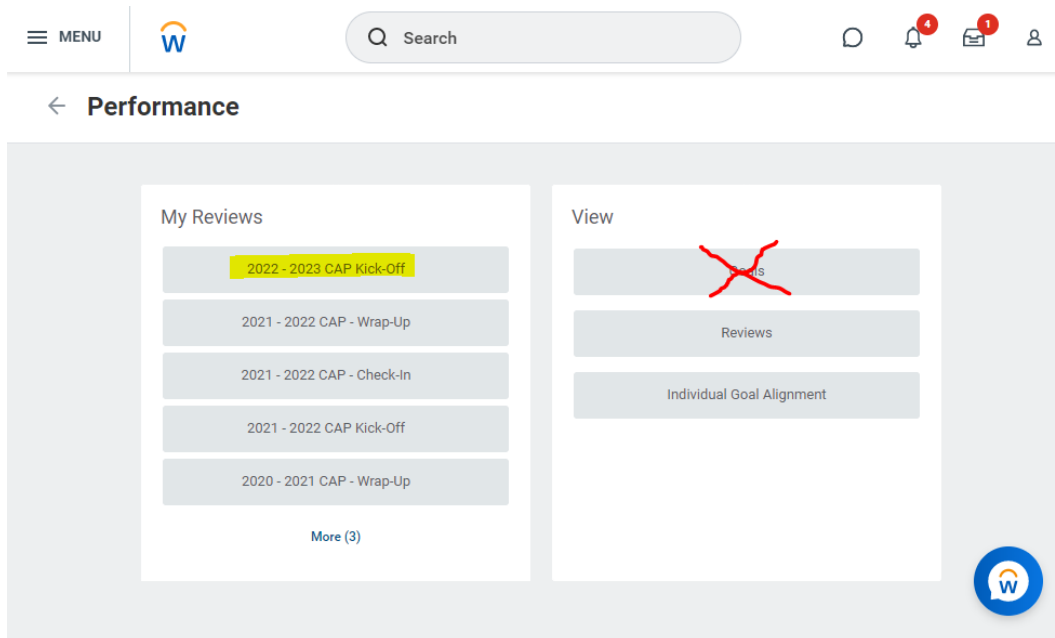 MENU
W
Search
4
1
Performance
My Reviews
2022 - 2023 CAP Kick-Off
2021 - 2022 CAP - Wrap-Up
2021 - 2022 CAP - Check-In
2021 - 2022 CAP Kick-Off
2020 - 2021 CAP - Wrap-Up
More (3)
View
Goals
Reviews
Individual Goal Alignment
W